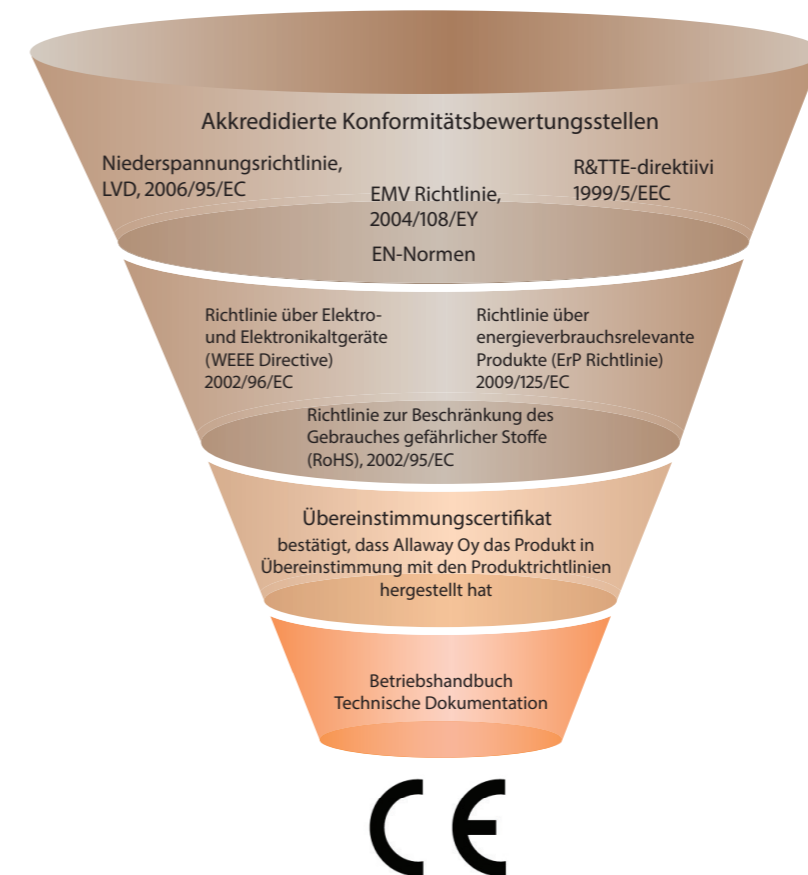 Akkredidierte Konformitätsbewertungsstellen
Niederspannungsrichtlinie,
LVD, 2006/95/EC
EMV Richtlinie,
2004/108/EY
R&TTE-direktiivi
1999/5/EEC
EN-Normen
Richtlinie über Elektro-
und Elektronikaltgeräte
(WEEE Directive)
2002/96/EC
Richtlinie über
energieverbrauchsrelevante
Produkte (ErP Richtlinie)
2009/125/EC
Richtlinie zur Beschränkung des
Gebrauches gefährlicher Stoffe
(RoHS), 2002/95/EC
Übereinstimmungscertifikat
bestätigt, dass Allaway Oy das Produkt in
Übereinstimmung mit den Produktrichtlinien
hergestellt hat
Betriebshandbuch
Technische Dokumentation
CE